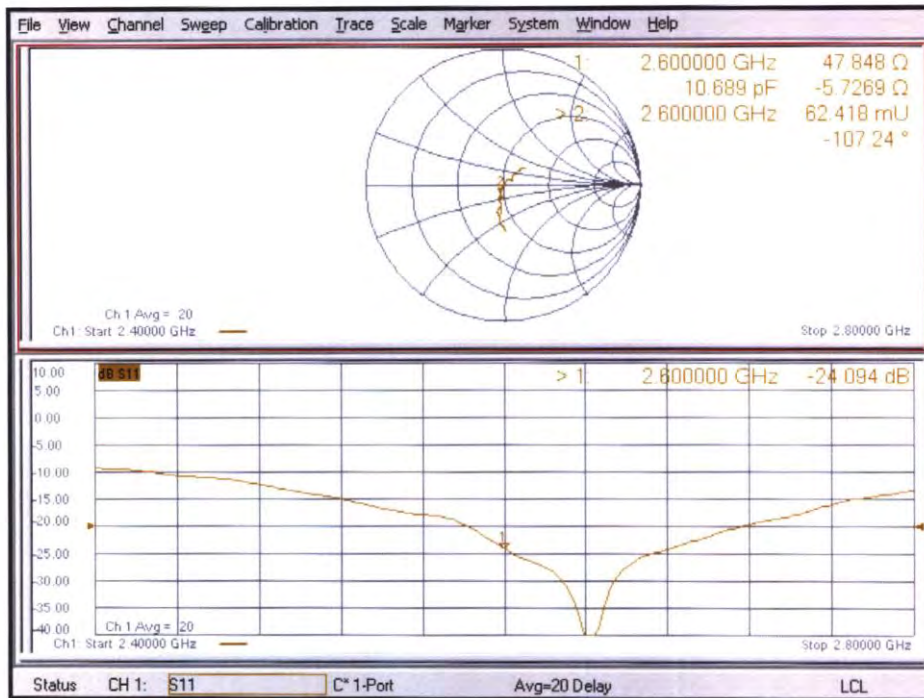 File View Channel Sweep Calibration Trace Scale Marker System Window Help
1: 2.600000 GHz 47.848 Ω
10.689 pF -5.7269 Ω
> 2: 2.600000 GHz 62.418 mU
-107.24 °
Ch 1 Avg = 20
Ch1: Start 2.40000 GHz
Stop 2.80000 GHz
10.00
dB S11
> 1: 2.600000 GHz -24.094 dB
5.00
0.00
-5.00
-10.00
-15.00
-20.00
1
-25.00
-30.00
-35.00
-40.00
Ch 1 Avg = 20
Ch1: Start 2.40000 GHz
Stop 2.80000 GHz
Status CH 1: S11 C* 1-Port Avg=20 Delay LCL